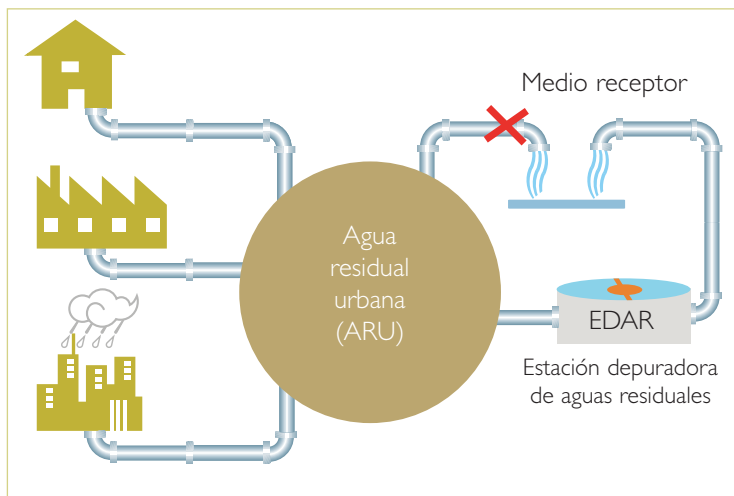 Medio receptor
Agua
residual
urbana
(ARU)
EDAR
Estación depuradora
de aguas residuales